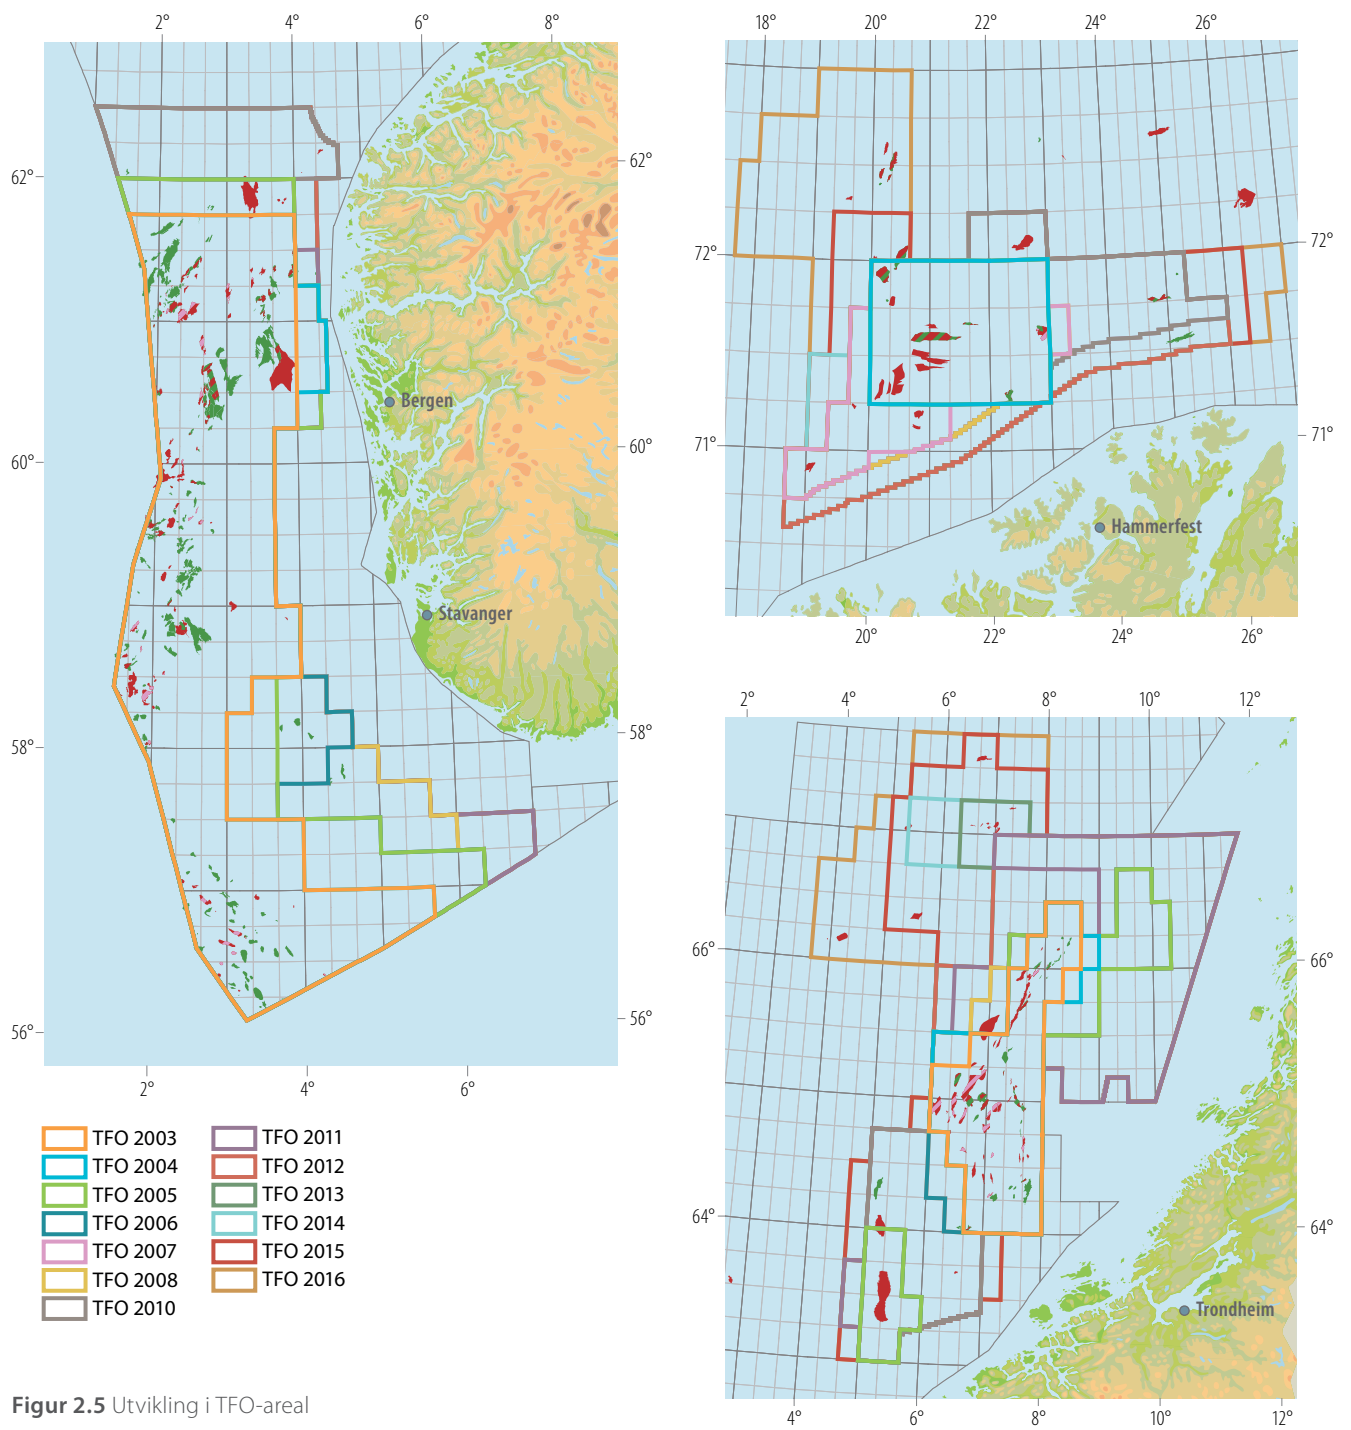 2°
4°
6°
8°
62°
62°
60°
60°
58°
58°
56°
56°
2°
4°
6°
Bergen
Stavanger
18°
20°
22°
24°
26°
72°
72°
71°
71°
20°
22°
24°
26°
Hammerfest
2°
4°
6°
8°
10°
12°
66°
66°
64°
64°
4°
6°
8°
10°
12°
Trondheim
TFO 2003
TFO 2004
TFO 2005
TFO 2006
TFO 2007
TFO 2008
TFO 2010
TFO 2011
TFO 2012
TFO 2013
TFO 2014
TFO 2015
TFO 2016
Figur 2.5 Utvikling i TFO-areal